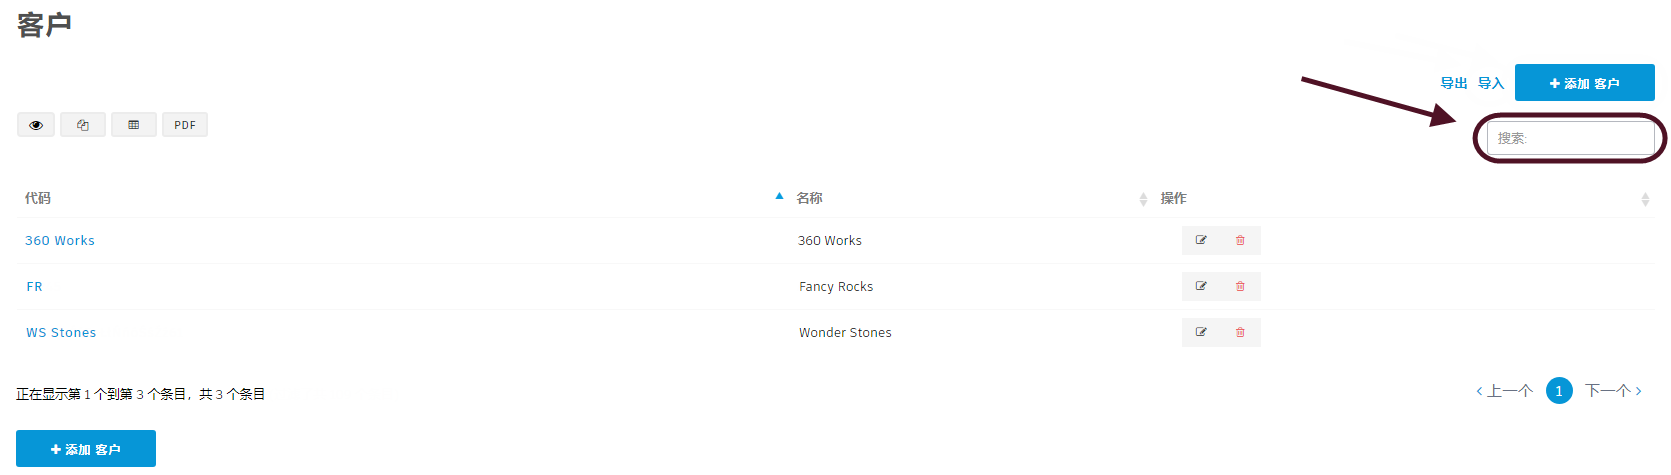 客户
导出 导入 添加 客户
PDF
搜索:
代码 名称 操作
360 Works 360 Works
FR Fancy Rocks
WS Stones Wonder Stones
正在显示第 1 个到第 3 个条目，共 3 个条目
上一个 1 下一个
添加 客户